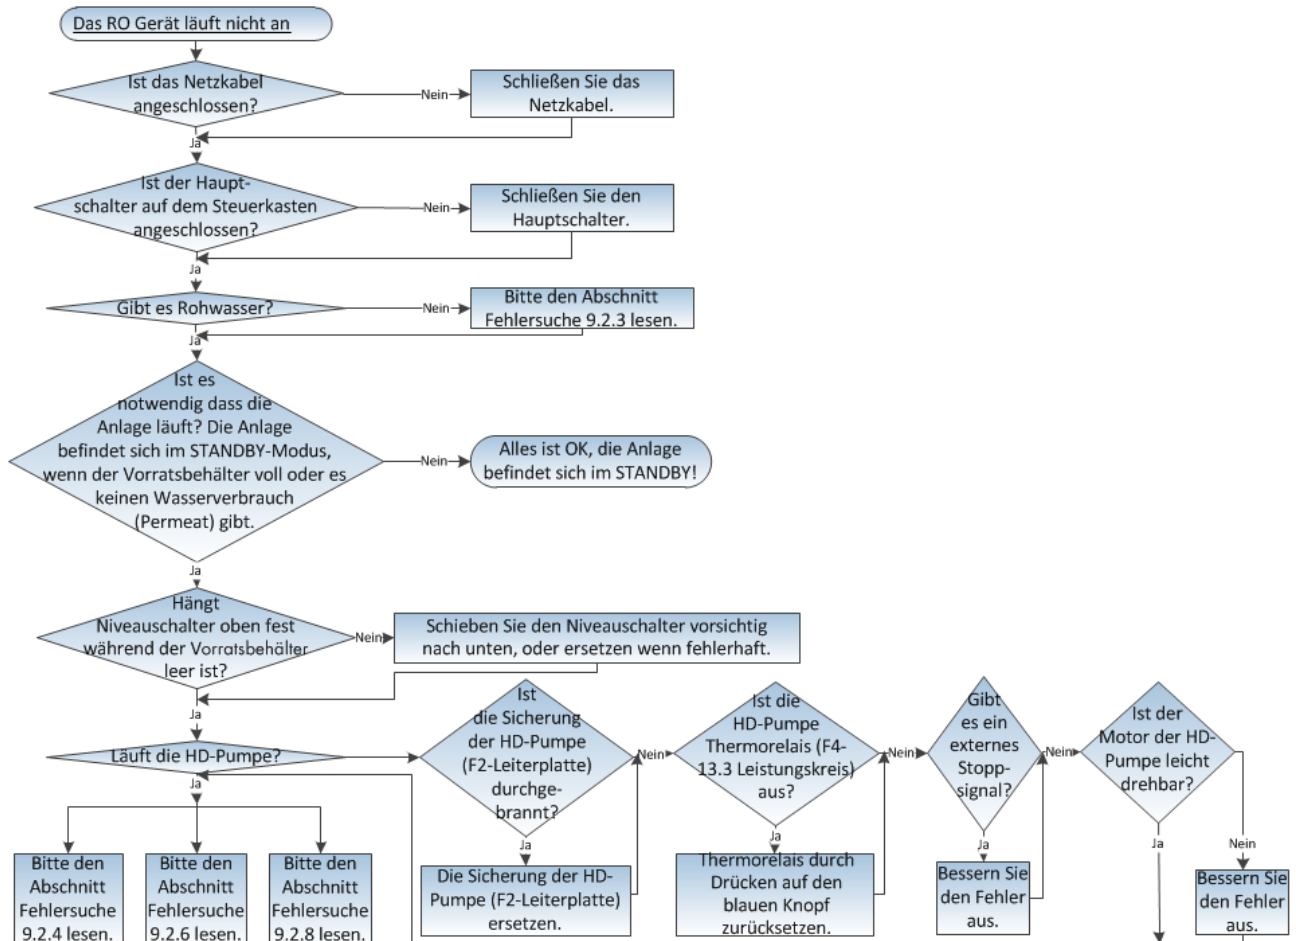 Das RO Gerät läuft nicht an
Ist das Netzkabel
angeschlossen?
Nein
Schließen Sie das
Netzkabel.
Ja
Ist der Haupt-
schalter auf dem Steuerkasten
angeschlossen?
Nein
Schließen Sie den
Hauptschalter.
Ja
Gibt es Rohwasser?
Nein
Bitte den Abschnitt
Fehlersuche 9.2.3 lesen.
Ja
Ist es
notwendig dass die
Anlage läuft? Die Anlage
befindet sich im STANDBY-Modus,
wenn der Vorratsbehälter voll oder es
keinen Wasserverbrauch
(Permeat) gibt.
Nein
Alles ist OK, die Anlage
befindet sich im STANDBY!
Ja
Hängt
Niveauschalter oben fest
während der Vorratsbehälter
leer ist?
Nein
Schieben Sie den Niveauschalter vorsichtig
nach unten, oder ersetzen wenn fehlerhaft.
Ja
Läuft die HD-Pumpe?
Ist
die Sicherung
der HD-Pumpe
(F2-Leiterplatte)
durchge-
brannt?
Nein
Ist die
HD-Pumpe
Thermorelais (F4-
13.3 Leistungskreis)
aus?
Nein
Gibt
es ein
externes
Stopp-
signal?
Nein
Ist der
Motor der HD-
Pumpe leicht
drehbar?
Ja
Ja
Ja
Ja
Ja
Nein
Bitte den
Abschnitt
Fehlersuche
9.2.4 lesen.
Bitte den
Abschnitt
Fehlersuche
9.2.6 lesen.
Bitte den
Abschnitt
Fehlersuche
9.2.8 lesen.
Die Sicherung der HD-
Pumpe (F2-Leiterplatte)
ersetzen.
Thermorelais durch
Drücken auf den
blauen Knopf
zurücksetzen.
Bessern Sie
den Fehler
aus.
Bessern Sie
den Fehler
aus.